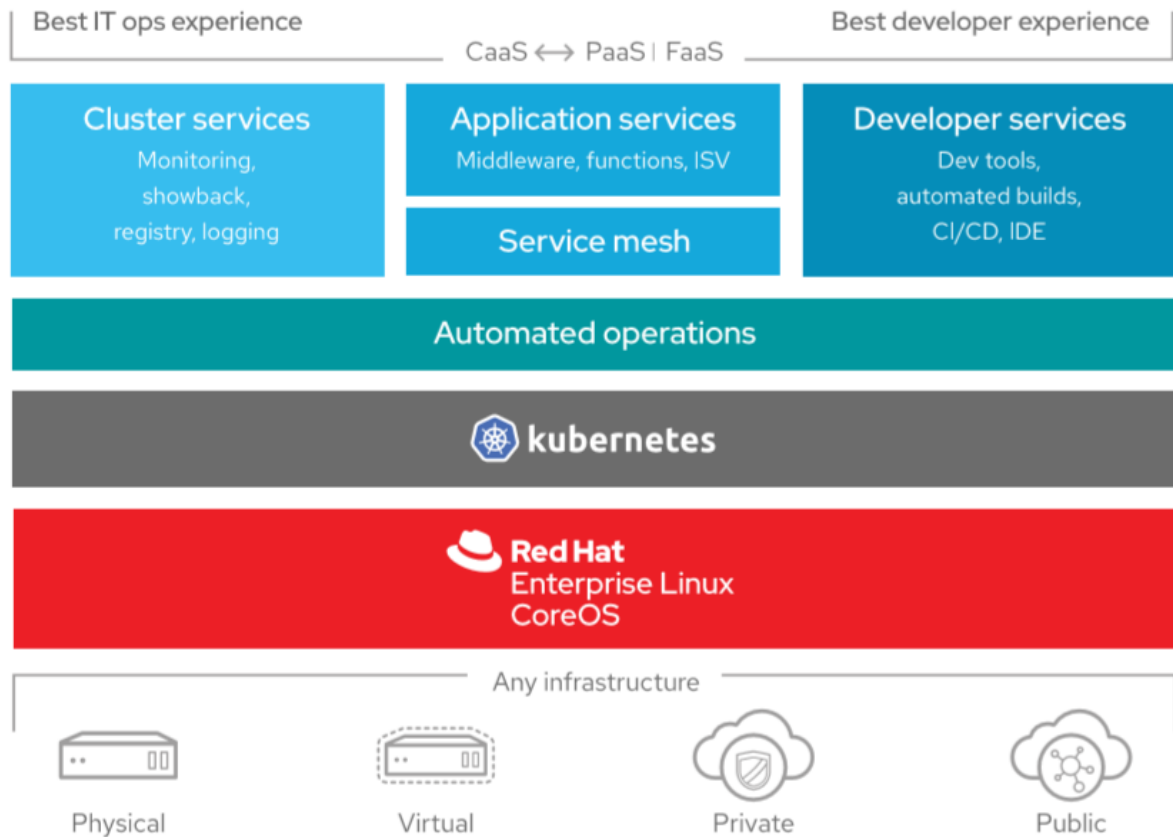 Best IT ops experience
Best developer experience
CaaS ↔ PaaS | FaaS
Cluster services
Monitoring,
showback,
registry, logging
Application services
Middleware, functions, ISV
Service mesh
Developer services
Dev tools,
automated builds,
CI/CD, IDE
Automated operations
kubernetes
Red Hat
Enterprise Linux
CoreOS
Any infrastructure
Physical
Virtual
Private
Public